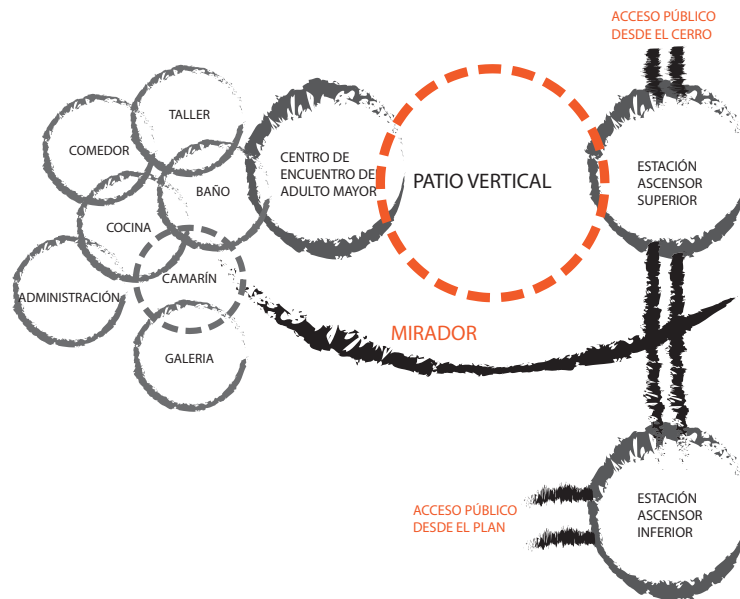 ACCESO PÚBLICO
DESDE EL CERRO
TALLER
COMEDOR
CENTRO DE
ENCUENTRO DE
ADULTO MAYOR
BAÑO
PATIO VERTICAL
ESTACIÓN
ASCENSOR
SUPERIOR
COCINA
CAMARÍN
ADMINISTRACIÓN
MIRADOR
GALERIA
ACCESO PÚBLICO
DESDE EL PLAN
ESTACIÓN
ASCENSOR
INFERIOR